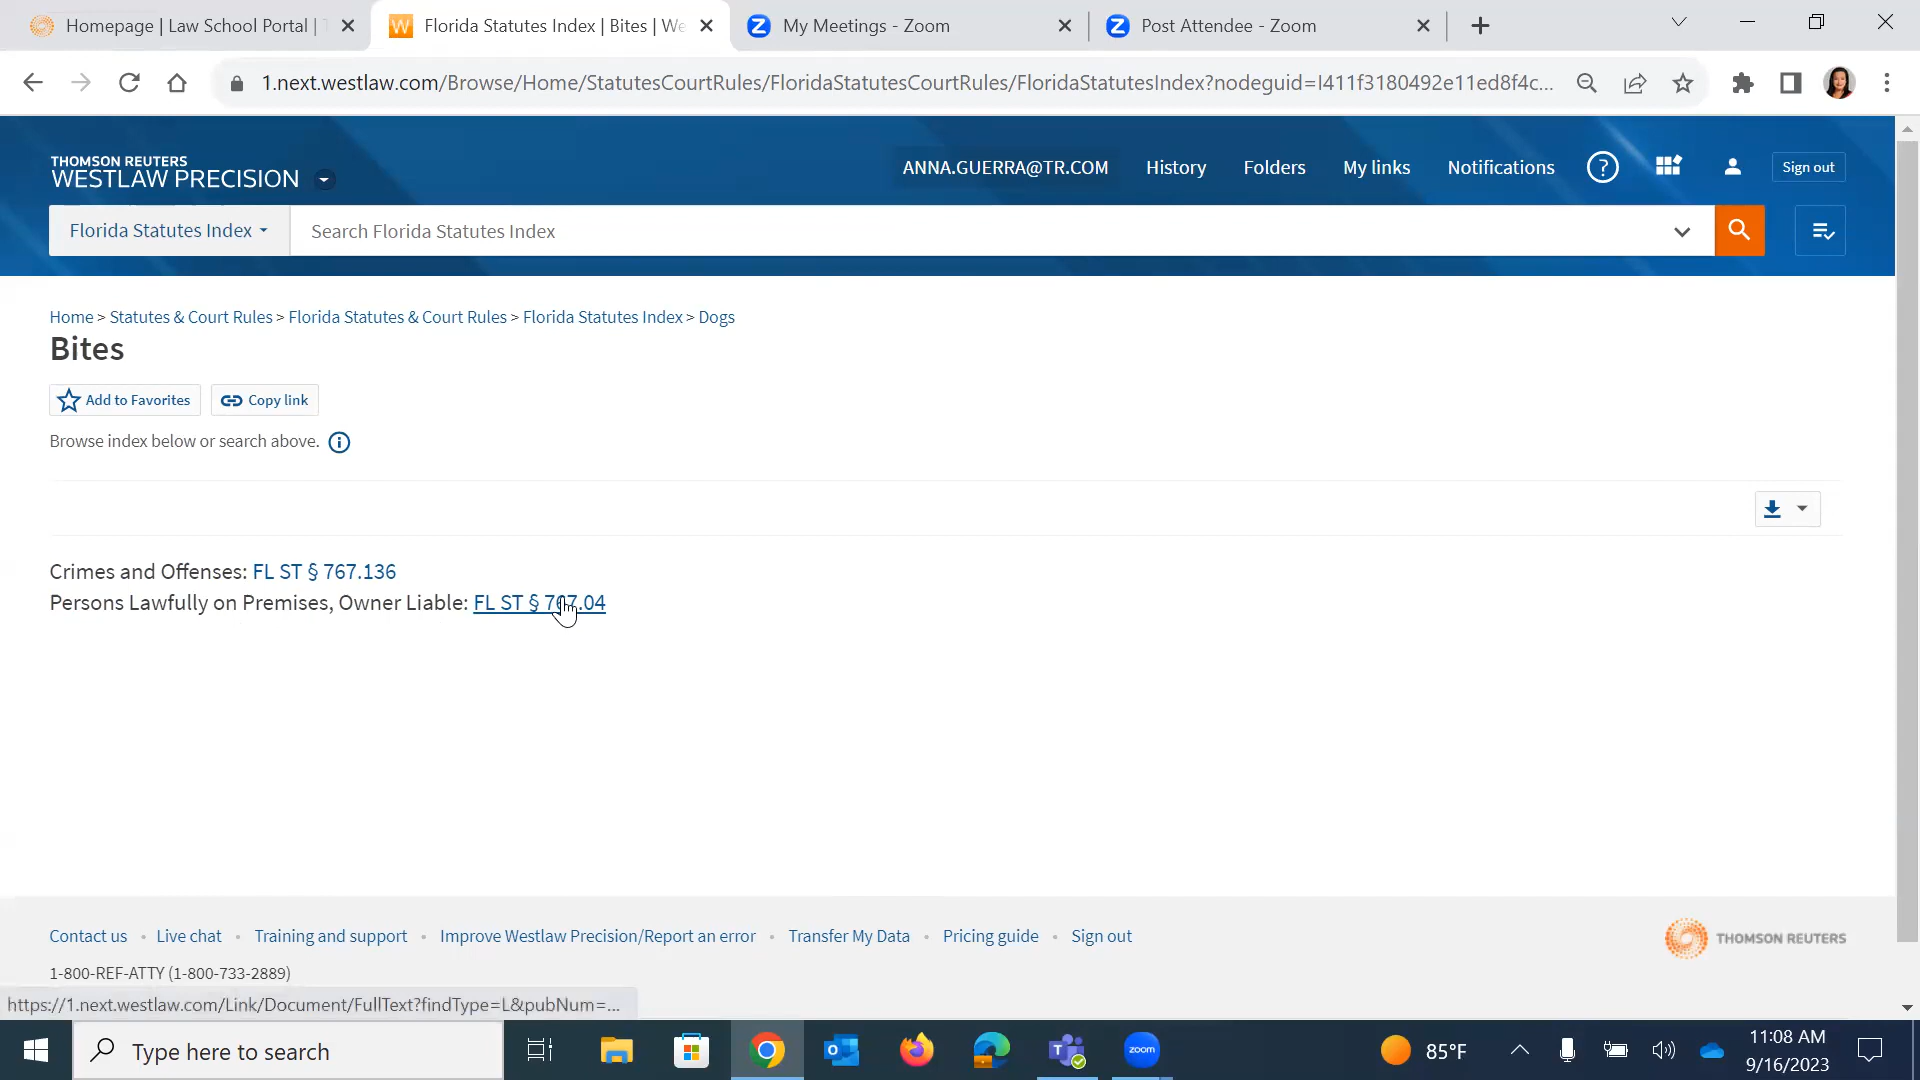 Homepage | Law School Portal |
Florida Statutes Index | Bites | We
My Meetings - Zoom
Post Attendee - Zoom
1.next.westlaw.com/Browse/Home/StatutesCourtRules/FloridaStatutesCourtRules/FloridaStatutesIndex?nodeguid=I411f3180492e11ed8f4c...
THOMSON REUTERS
WESTLAW PRECISION
ANNA.GUERRA@TR.COM History Folders My links Notifications ? Sign out
Florida Statutes Index Search Florida Statutes Index
Home > Statutes & Court Rules > Florida Statutes & Court Rules > Florida Statutes Index > Dogs
Bites
Add to Favorites Copy link
Browse index below or search above.
Crimes and Offenses: FL ST § 767.136
Persons Lawfully on Premises, Owner Liable: FL ST § 767.04
Contact us • Live chat • Training and support • Improve Westlaw Precision/Report an error • Transfer My Data • Pricing guide • Sign out
THOMSON REUTERS
1-800-REF-ATTY (1-800-733-2889)
https://1.next.westlaw.com/Link/Document/FullText?findType=L&pubNum=...
Type here to search
zoom
85°F
11:08 AM
9/16/2023